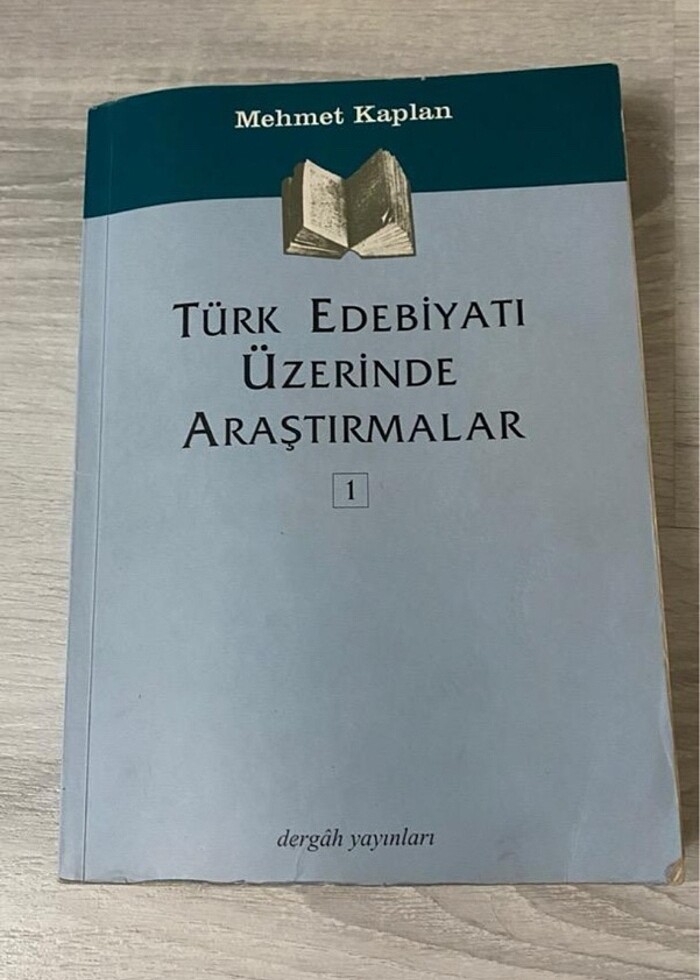 Mehmet Kaplan
TÜRK EDEBİYATI
ÜZERİNDE
ARAŞTIRMALAR
1
dergâh yayınları